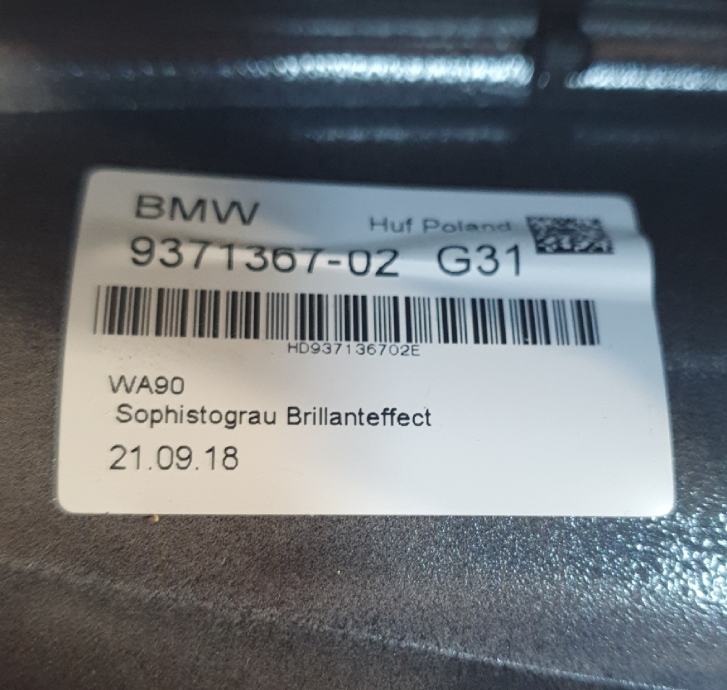 BMW
Huf Poland
9371367-02 G31
HD937136702E
WA90
Sophistograu Brillanteffect
21.09.18